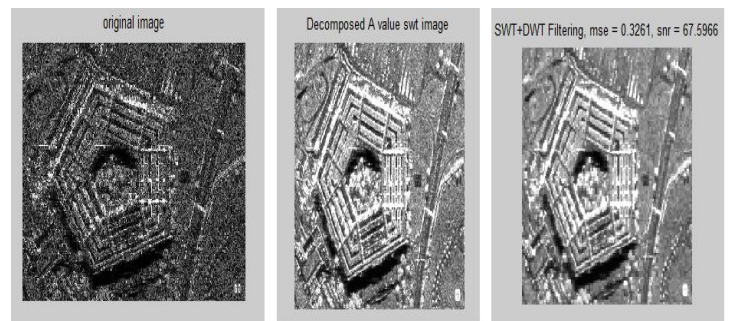 original image
Decomposed A value swt image
SWT+DWT Filtering, mse = 0.3261, snr = 67.5966